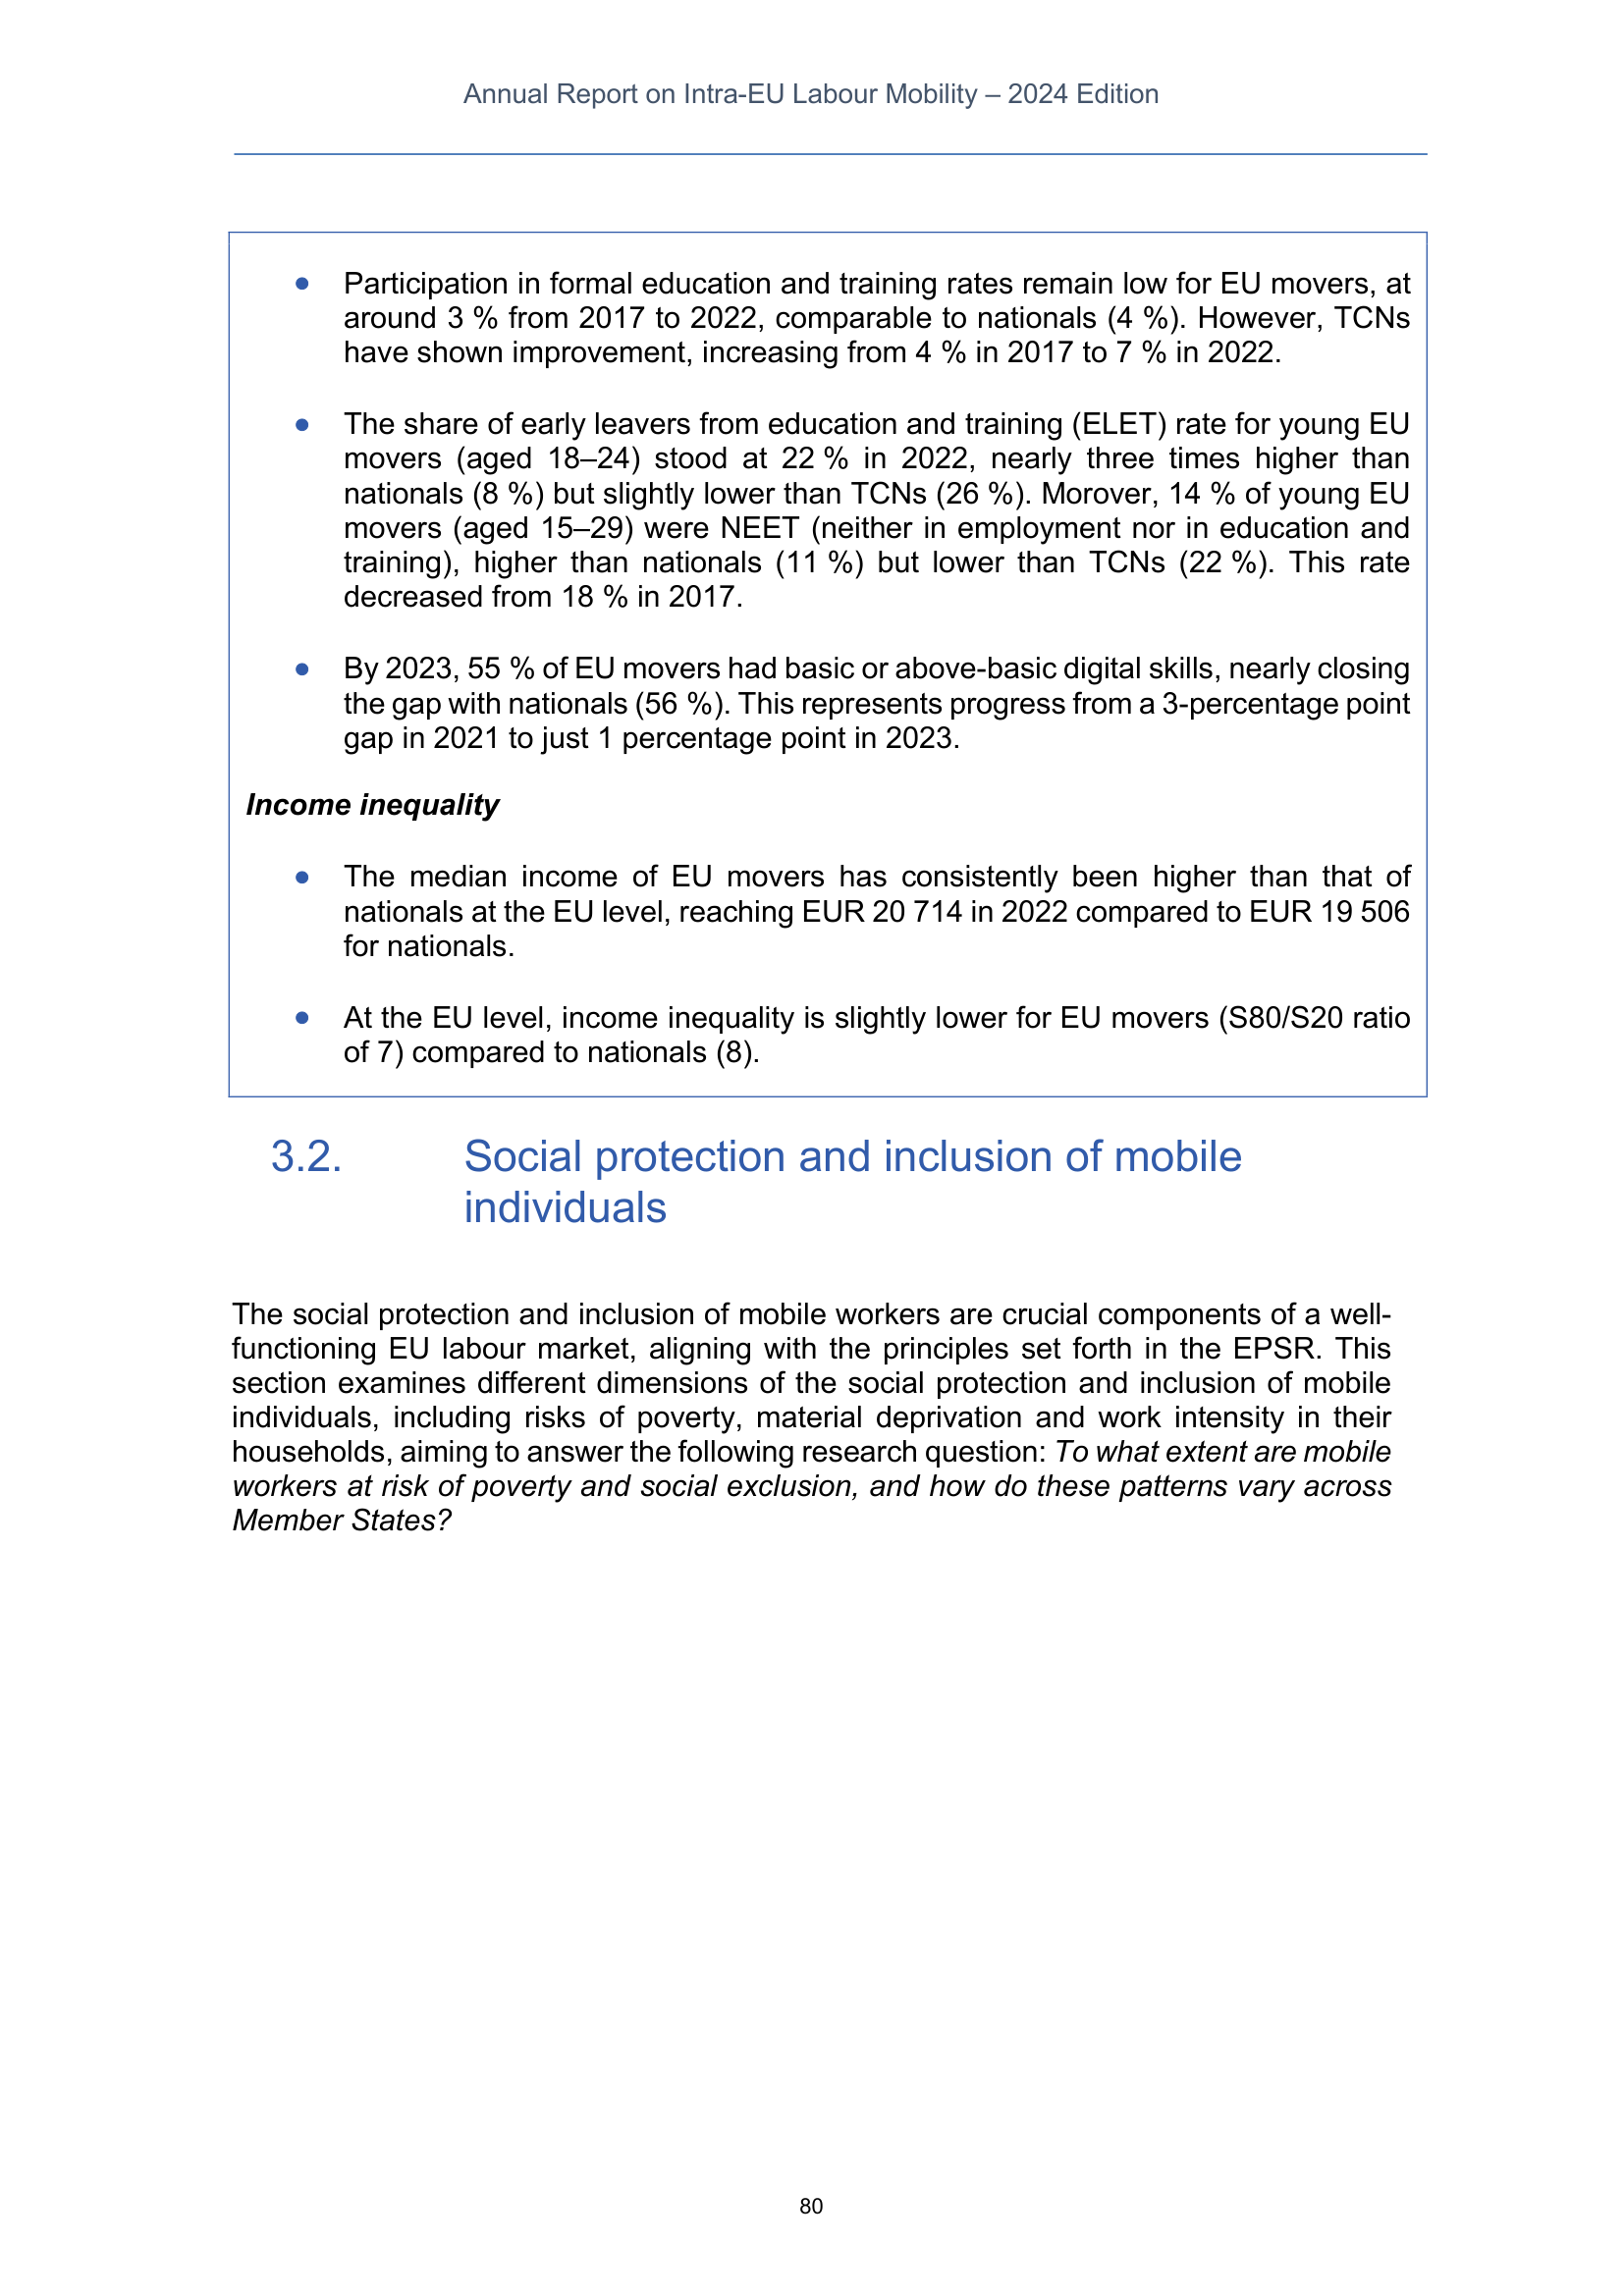 Annual Report on Intra-EU Labour Mobility – 2024 Edition
● Participation in formal education and training rates remain low for EU movers, at
around 3 % from 2017 to 2022, comparable to nationals (4 %). However, TCNs
have shown improvement, increasing from 4 % in 2017 to 7 % in 2022.
● The share of early leavers from education and training (ELET) rate for young EU
movers (aged 18–24) stood at 22 % in 2022, nearly three times higher than
nationals (8 %) but slightly lower than TCNs (26 %). Morover, 14 % of young EU
movers (aged 15–29) were NEET (neither in employment nor in education and
training), higher than nationals (11 %) but lower than TCNs (22 %). This rate
decreased from 18 % in 2017.
● By 2023, 55 % of EU movers had basic or above-basic digital skills, nearly closing
the gap with nationals (56 %). This represents progress from a 3-percentage point
gap in 2021 to just 1 percentage point in 2023.
Income inequality
● The median income of EU movers has consistently been higher than that of
nationals at the EU level, reaching EUR 20 714 in 2022 compared to EUR 19 506
for nationals.
● At the EU level, income inequality is slightly lower for EU movers (S80/S20 ratio
of 7) compared to nationals (8).
3.2. Social protection and inclusion of mobile
individuals
The social protection and inclusion of mobile workers are crucial components of a well-
functioning EU labour market, aligning with the principles set forth in the EPSR. This
section examines different dimensions of the social protection and inclusion of mobile
individuals, including risks of poverty, material deprivation and work intensity in their
households, aiming to answer the following research question: To what extent are mobile
workers at risk of poverty and social exclusion, and how do these patterns vary across
Member States?
80